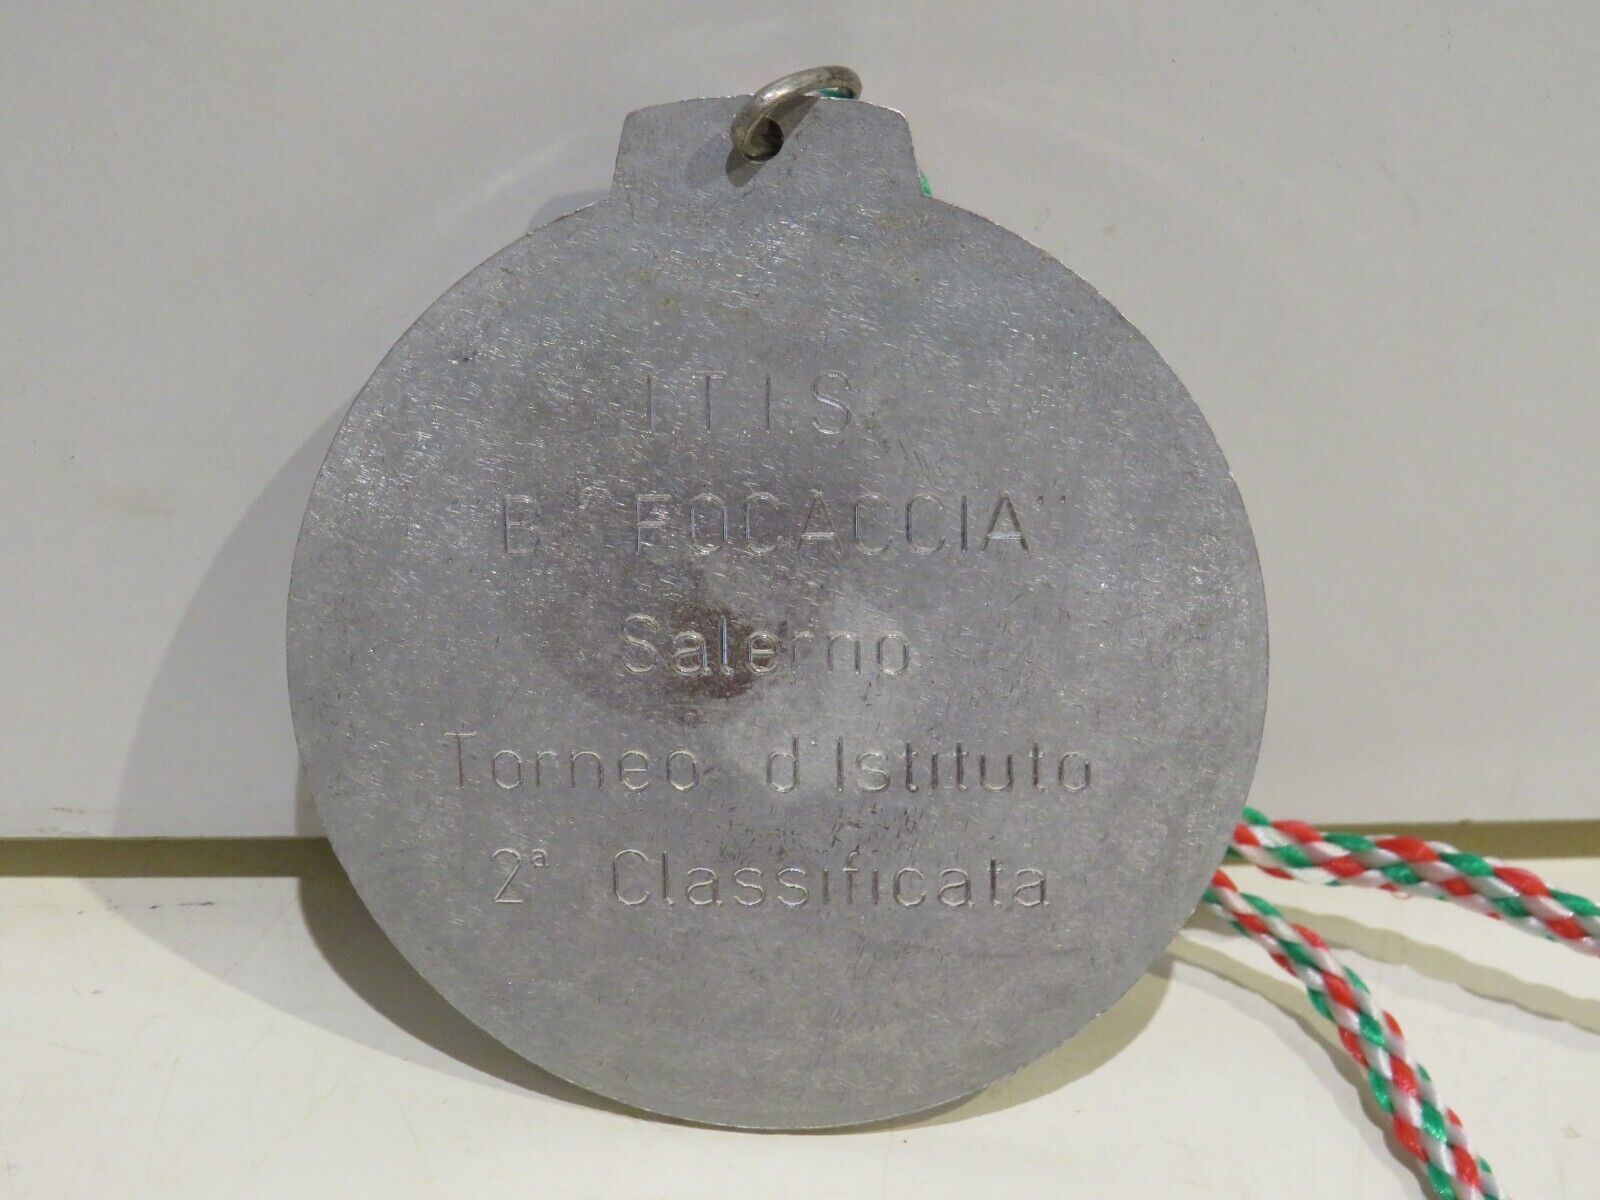 I.T.I.S.
"B. FOCACCIA"
Salerno
Torneo d'Istituto
2ª Classificata